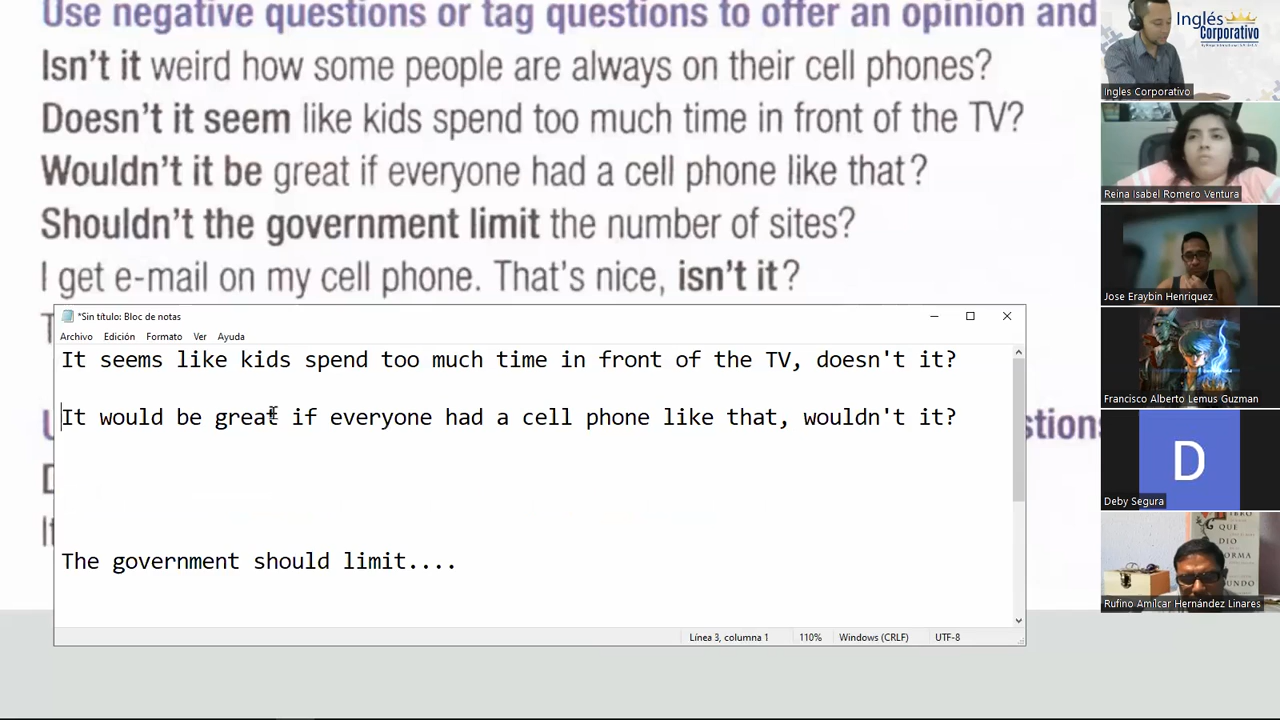 Use negative questions or tag questions to offer an opinion and
Isn't it weird how some people are always on their cell phones?
Doesn't it seem like kids spend too much time in front of the TV?
Wouldn't it be great if everyone had a cell phone like that?
Shouldn't the government limit the number of sites?
I get e-mail on my cell phone. That's nice, isn't it?
*Sin título: Bloc de notas
Archivo Edición Formato Ver Ayuda
It seems like kids spend too much time in front of the TV, doesn't it?
It would be great if everyone had a cell phone like that, wouldn't it?
The government should limit....
Línea 3, columna 1 110% Windows (CRLF) UTF-8
Inglés
Corporativo
Ingles Corporativo
Reina Isabel Romero Ventura
Jose Eraybin Henriquez
Francisco Alberto Lemus Guzman
D
Deby Segura
QUE
DIO
FORMA
MUNDO
Rufino Amilcar Hernández Linares